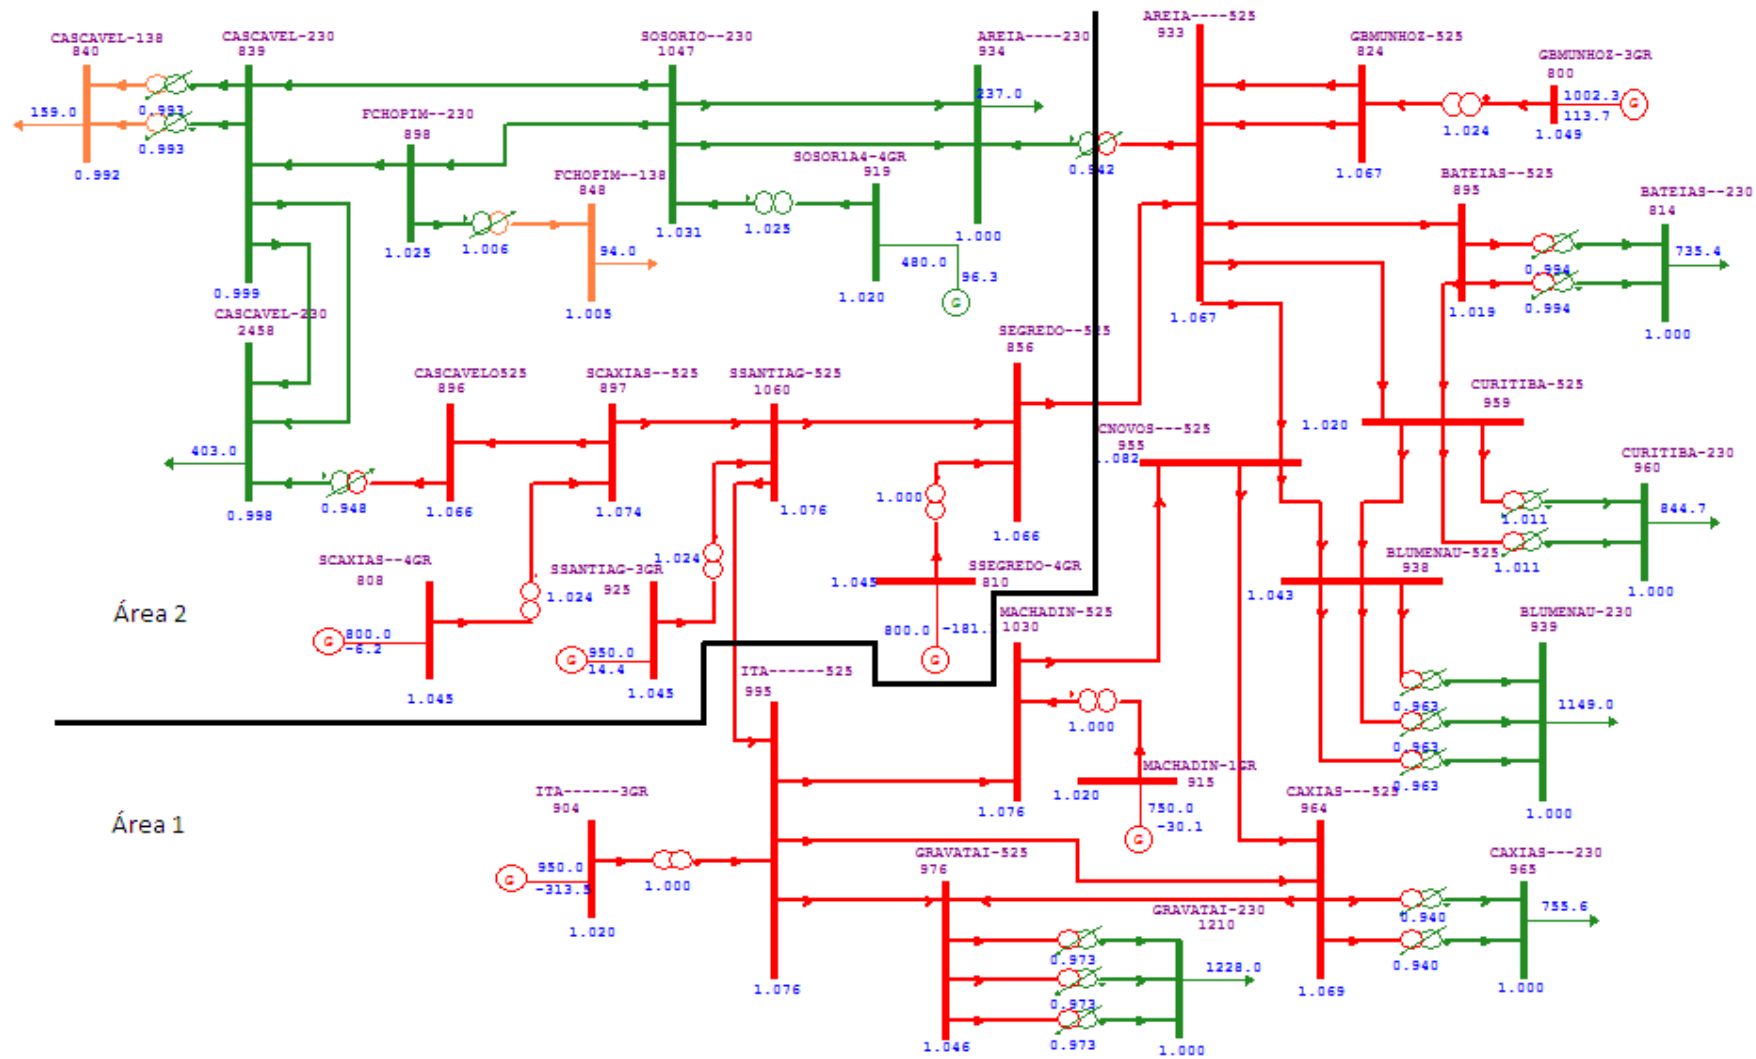 AREIA----525
933
CASCAVEL-138
840
CASCAVEL-230
839
SOSORIO--230
1047
AREIA----230
934
GBMUNHOZ-525
824
GBMUNHOZ-3GR
800
1002.3
G
113.7
1.049
159.0
0.993
0.993
0.992
237.0
1.024
FCHOPIM--230
898
SOSOR1A4-4GR
919
0.942
1.067
BATEIAS--525
895
BATEIAS--230
814
FCHOPIM--138
848
1.025
1.006
94.0
1.005
1.031
1.025
480.0
96.3
G
1.020
1.000
735.4
0.994
0.994
1.019
1.000
0.999
CASCAVEL-230
2458
1.067
SEGREDO--525
856
CASCAVELO525
896
SCAXIAS--525
897
SSANTIAG-525
1060
CURITIBA-525
959
1.020
CNOVOS---525
955
1.082
403.0
0.998
0.948
1.066
1.074
1.076
1.000
1.066
CURITIBA-230
960
844.7
1.011
1.011
1.000
SCAXIAS--4GR
808
SSANTIAG-3GR
925
1.024
1.024
SSEGREDO-4GR
810
1.045
BLUMENAU-525
938
1.043
Área 2
G
800.0
-6.2
1.045
G
950.0
14.4
1.045
800.0
-181.
G
MACHADIN-525
1030
BLUMENAU-230
939
ITA------525
995
1.000
0.963
0.963
0.963
1149.0
1.000
MACHADIN-1GR
915
1.020
750.0
-30.1
G
1.076
Área 1
ITA------3GR
904
G
950.0
-313.5
1.000
1.020
CAXIAS---525
964
CAXIAS---230
965
GRAVATAI-525
976
GRAVATAI-230
1210
0.940
0.940
755.6
1.000
1.069
0.973
0.973
0.973
1228.0
1.076
1.046
1.000